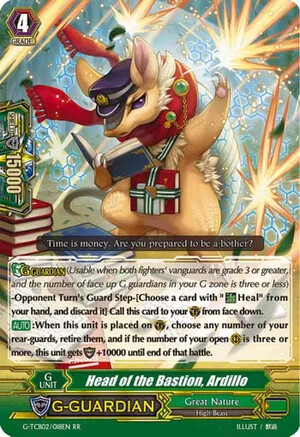 4
GRADE
SHIELD
15000
Time is money. Are you prepared to be a bother?
G GUARDIAN (Usable when both fighters' vanguards are grade 3 or greater,
and the number of face up G guardians in your G zone is three or less)
-Opponent Turn's Guard Step-[Choose a card with "Heal" from
your hand, and discard it] Call this card to your from face down.
AUTO:When this unit is placed on , choose any number of your
rear-guards, retire them, and if the number of your open is three or
more, this unit gets +10000 until end of that battle.
G UNIT
Head of the Bastion, Ardillo
G-GUARDIAN
Great Nature
High Beast
G-TCB02/018EN RR
ILLUST /